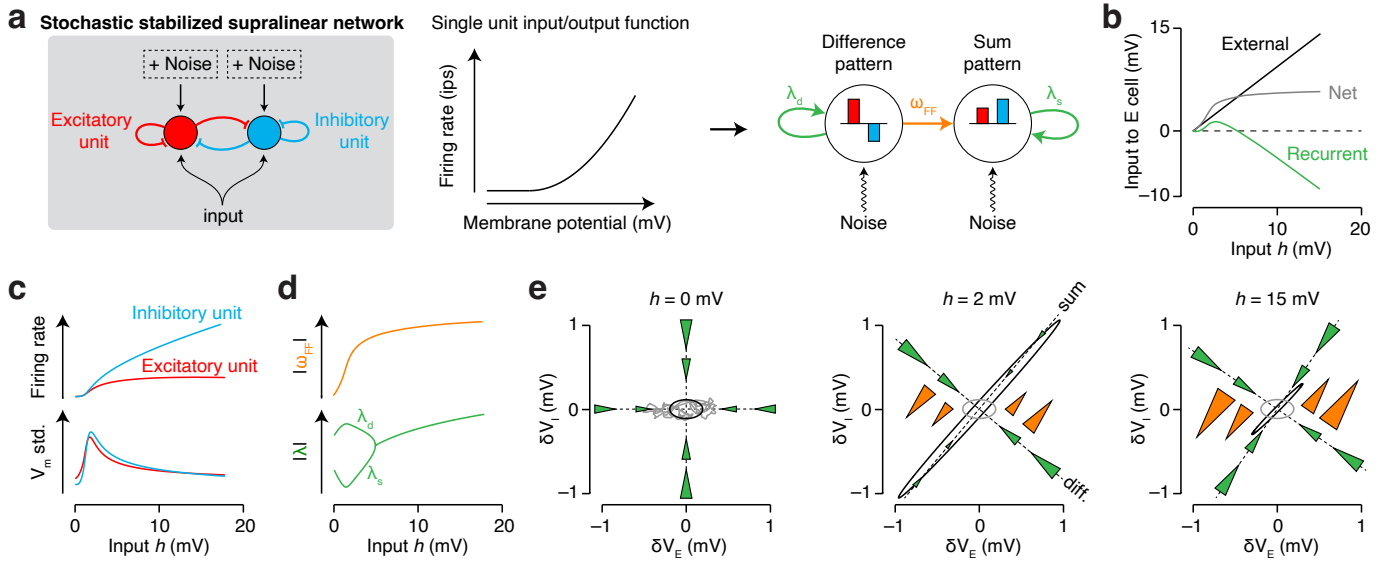 a
Stochastic stabilized supralinear network
+ Noise
+ Noise
Excitatory
unit
Inhibitory
unit
input
Single unit input/output function
Firing rate (ips)
Membrane potential (mV)
Difference
pattern
Sum
pattern
λd
ωFF
λs
Noise
Noise
b
Input to E cell (mV)
15
0
−10
External
Net
Recurrent
0
10
20
Input h (mV)
c
Firing rate
Inhibitory unit
Excitatory unit
Vm std.
0
10
20
Input h (mV)
d
|ωFF|
|λ|
λd
λs
0
10
20
Input h (mV)
e
h = 0 mV
δVI (mV)
1
0
−1
−1
0
1
δVE (mV)
h = 2 mV
sum
diff.
δVI (mV)
1
0
−1
−1
0
1
δVE (mV)
h = 15 mV
δVI (mV)
1
0
−1
−1
0
1
δVE (mV)